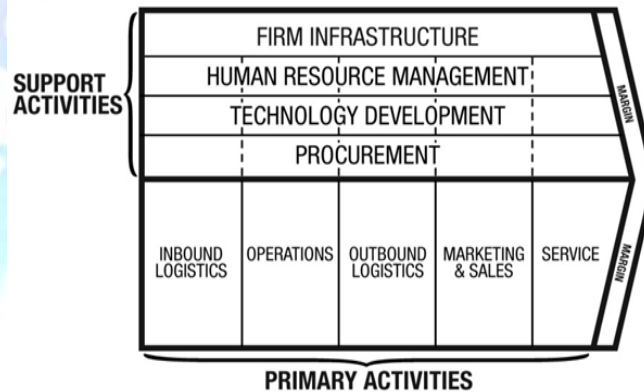 FIRM INFRASTRUCTURE
HUMAN RESOURCE MANAGEMENT
TECHNOLOGY DEVELOPMENT
PROCUREMENT
SUPPORT
ACTIVITIES
MARGIN
INBOUND
LOGISTICS
OPERATIONS
OUTBOUND
LOGISTICS
MARKETING
& SALES
SERVICE
MARGIN
PRIMARY ACTIVITIES